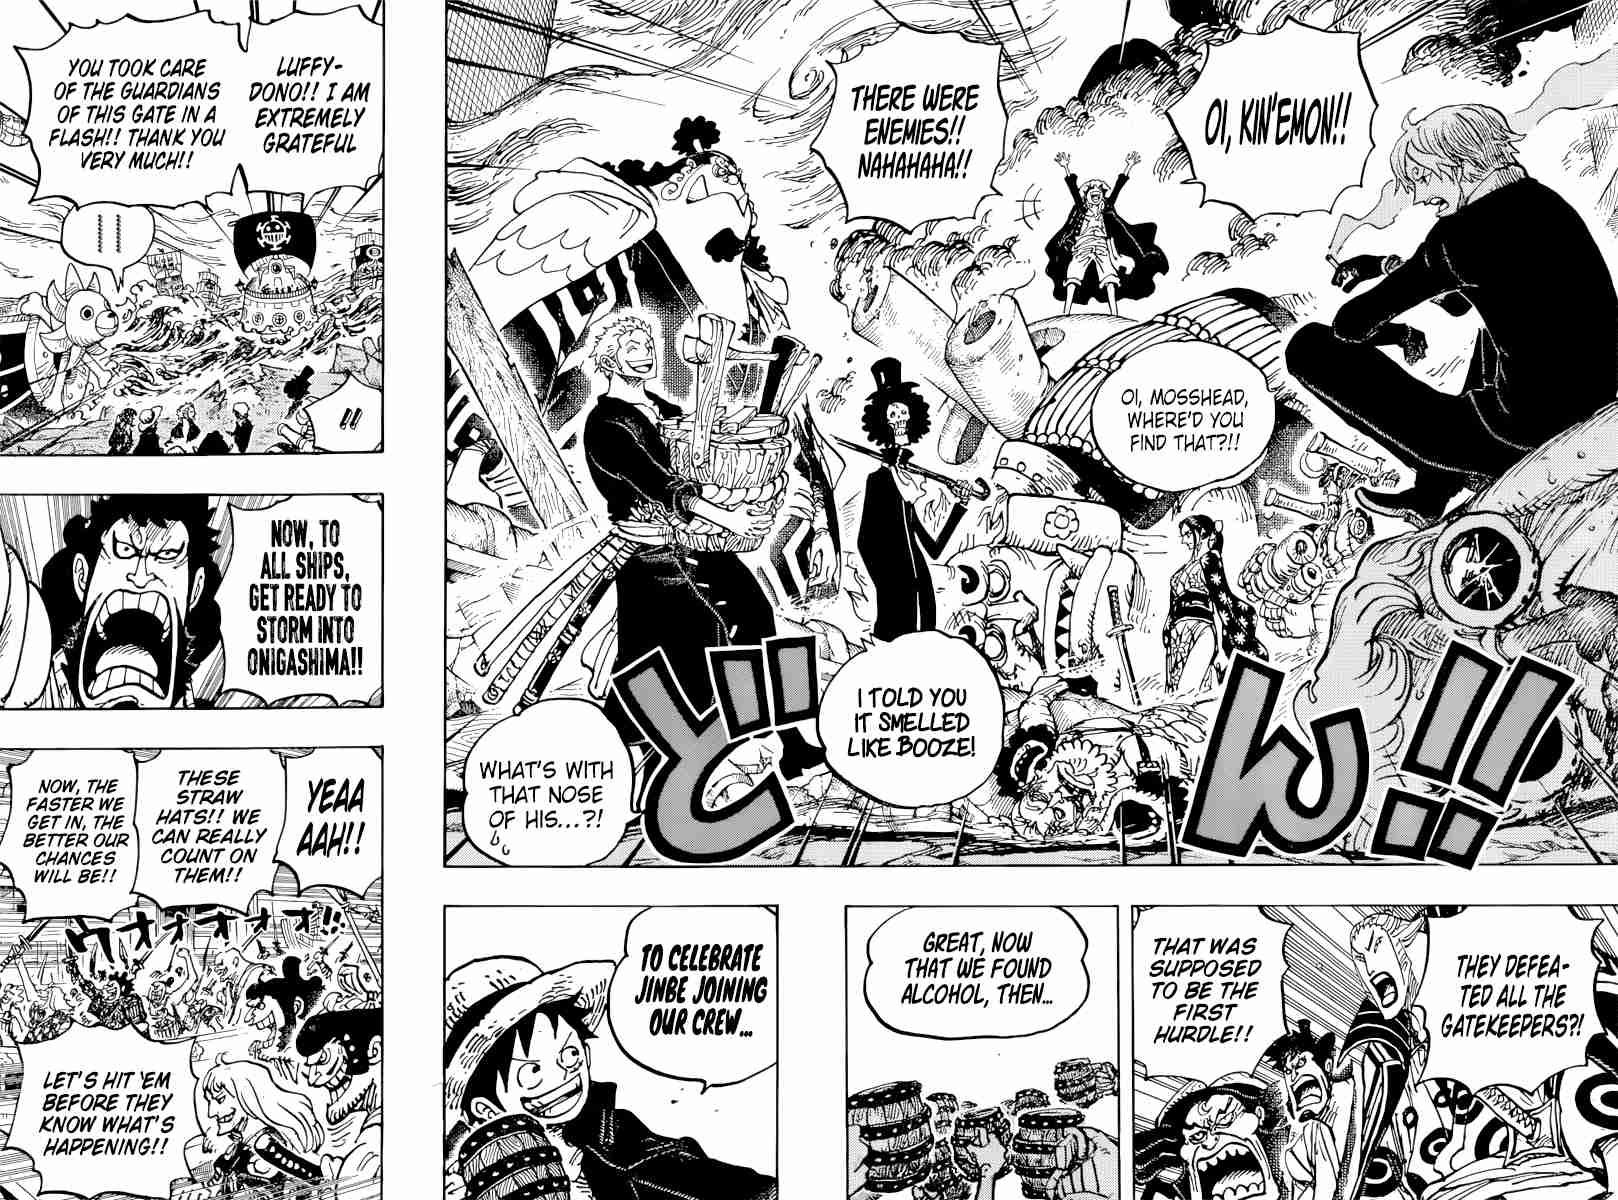 OI, KIN'EMON!!
THERE WERE
ENEMIES!!
NAHAHAHA!!
OI, MOSSHEAD,
WHERE'D YOU
FIND THAT?!!
I TOLD YOU
IT SMELLED
LIKE BOOZE!
WHAT'S WITH
THAT NOSE
OF HIS...?!
どん!!
THEY DEFEA-
TED ALL THE
GATEKEEPERS?!
THAT WAS
SUPPOSED
TO BE THE
FIRST
HURDLE!!
GREAT, NOW
THAT WE FOUND
ALCOHOL, THEN...
TO CELEBRATE
JINBE JOINING
OUR CREW...
LUFFY-
DONO!! I AM
EXTREMELY
GRATEFUL
YOU TOOK CARE
OF THE GUARDIANS
OF THIS GATE IN A
FLASH!! THANK YOU
VERY MUCH!!
!!
NOW, TO
ALL SHIPS,
GET READY TO
STORM INTO
ONIGASHIMA!!
YEAA
AAH!!
THESE
STRAW
HATS!! WE
CAN REALLY
COUNT ON
THEM!!
NOW, THE
FASTER WE
GET IN, THE
BETTER OUR
CHANCES
WILL BE!!
ウオオオオオオ!!
LET'S HIT 'EM
BEFORE THEY
KNOW WHAT'S
HAPPENING!!